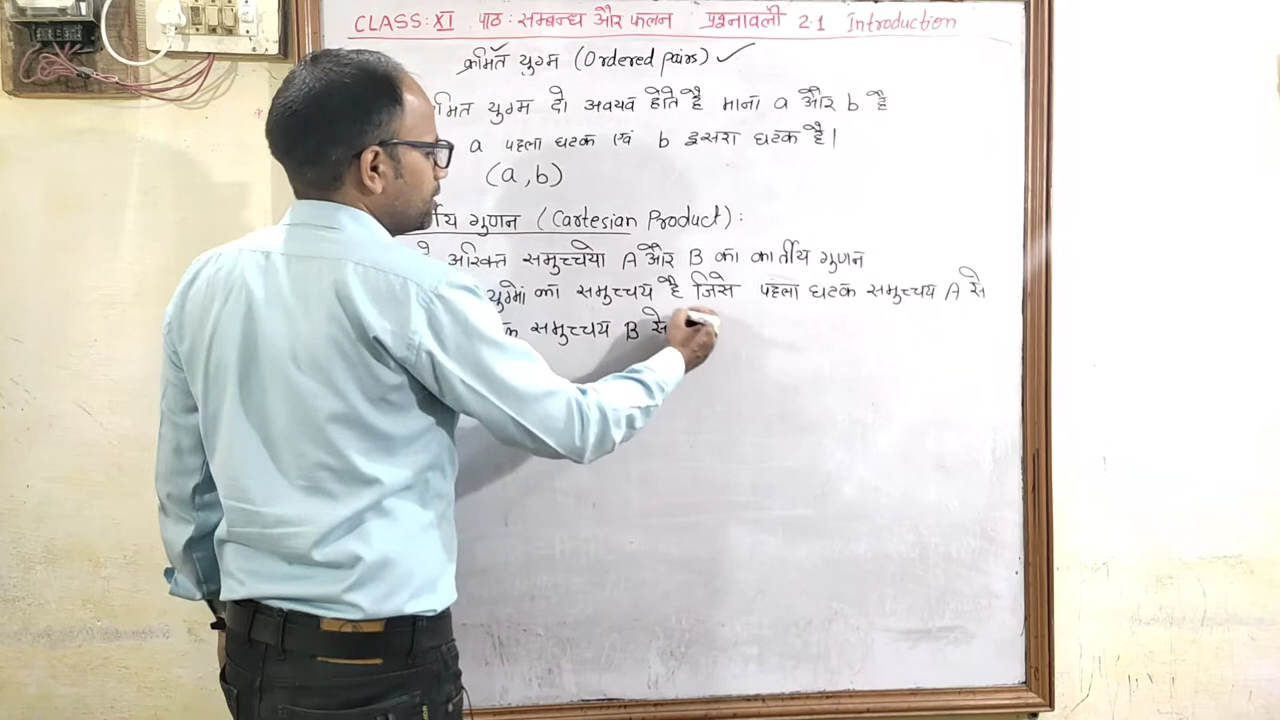 CLASS: XI पाठ: सम्बन्ध और फलन प्रश्नावली 2.1 Introduction
क्रमित युग्म (Ordered pairs) ✓
मित युग्म दो अवयव होते है माना a और b है
a पहला घटक एवं b दूसरा घटक है।
(a,b)
र्तीय गुणन (Cartesian Product):
अरिक्त समुच्चयो A और B का कार्तीय गुणन
युग्मों का समुच्चय है जिसे पहला घटक समुच्चय A से
क समुच्चय B से